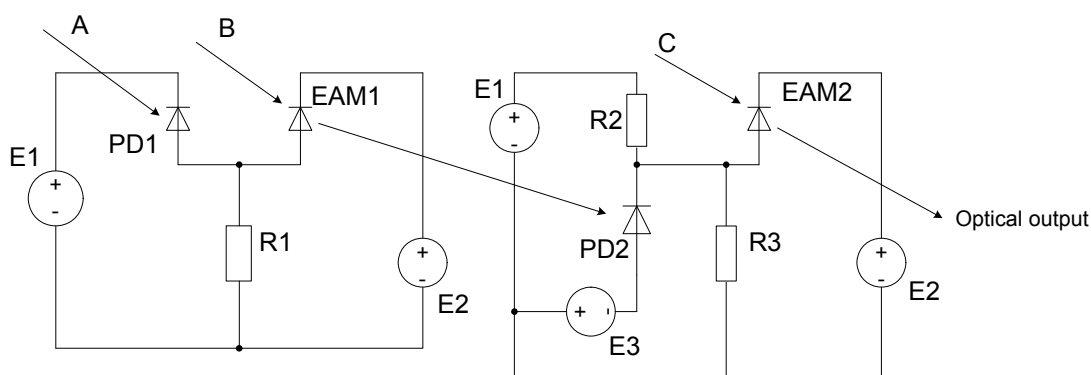 A
B
C
E1
PD1
EAM1
R1
E2
E1
R2
PD2
E3
R3
EAM2
E2
Optical output
+
-
+
-
+
-
+
-
+
-